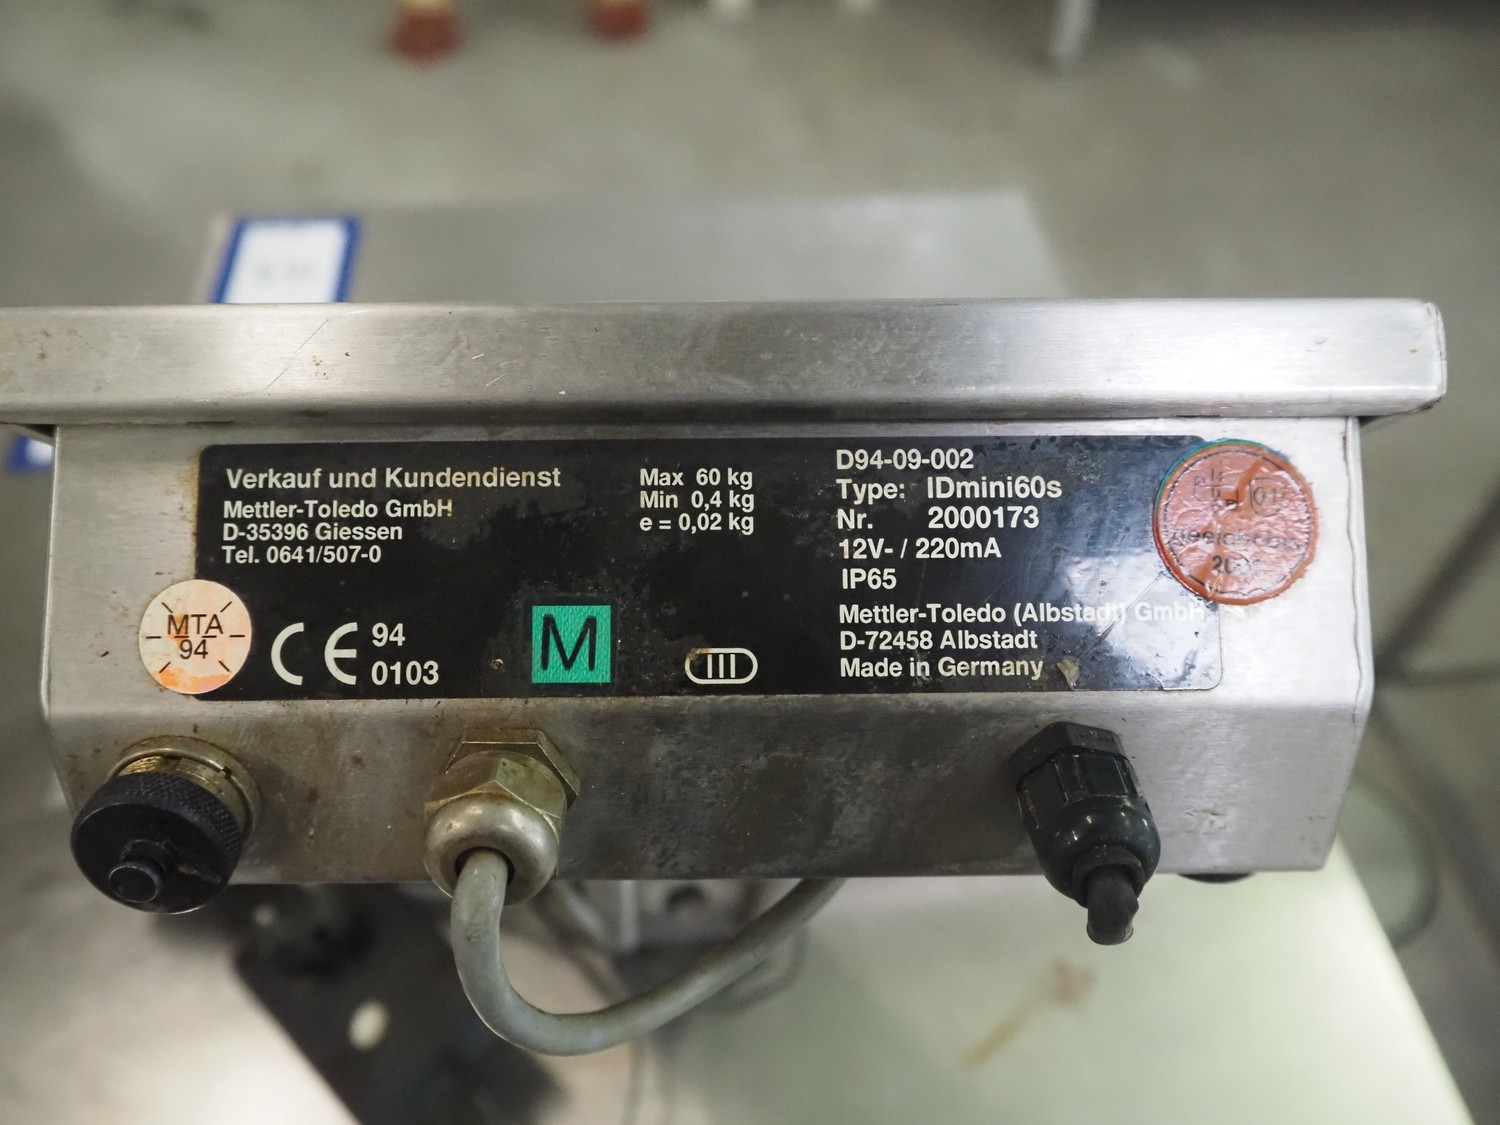 Verkauf und Kundendienst
Mettler-Toledo GmbH
D-35396 Giessen
Tel. 0641/507-0
Max 60 kg
Min 0,4 kg
e = 0,02 kg
D94-09-002
Type: IDmini60s
Nr. 2000173
12V- / 220mA
IP65
Mettler-Toledo (Albstadt) GmbH
D-72458 Albstadt
Made in Germany
MTA
94
CE 94
0103
M
III